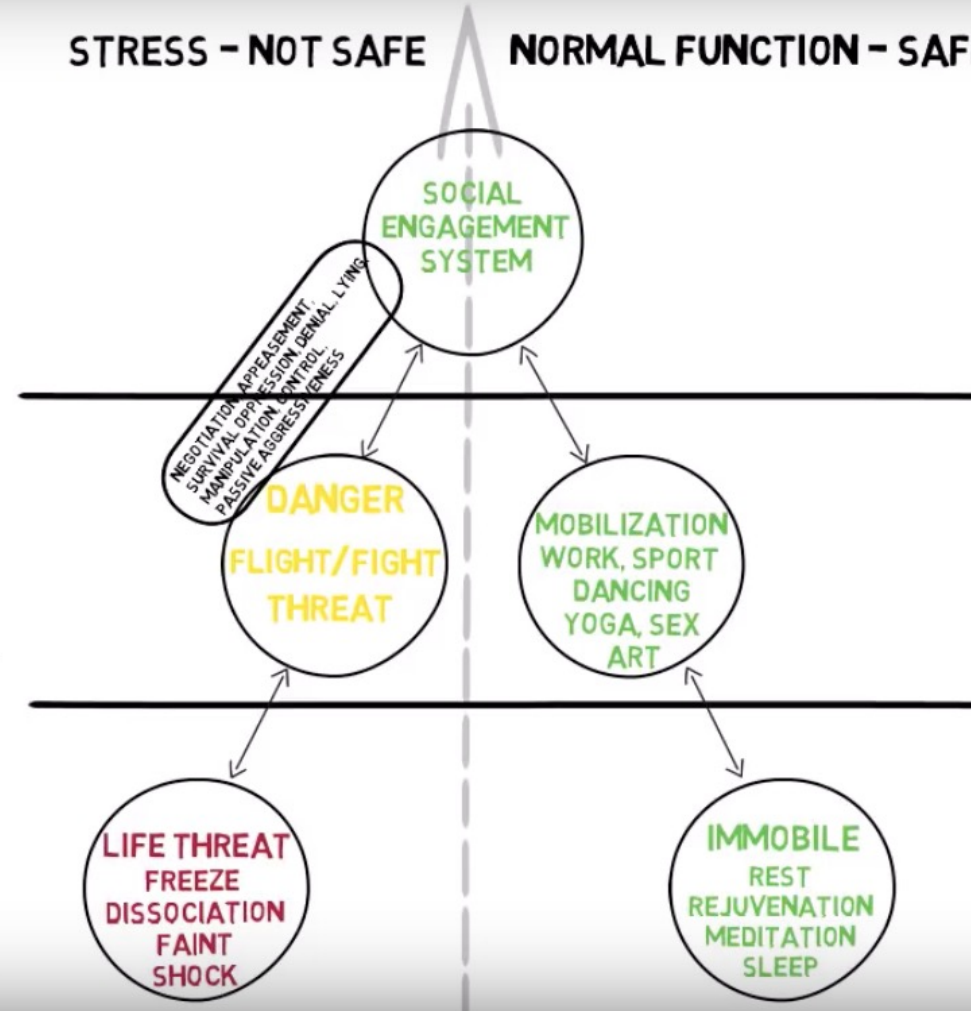 STRESS - NOT SAFE
NORMAL FUNCTION - SAF
SOCIAL
ENGAGEMENT
SYSTEM
NEGOTIATION, APPEASEMENT,
SURVIVAL OPPRESSION, DENIAL, LYING,
MANIPULATION, CONTROL,
PASSIVE AGGRESSIVENESS
DANGER
FLIGHT/FIGHT
THREAT
MOBILIZATION
WORK, SPORT
DANCING
YOGA, SEX
ART
LIFE THREAT
FREEZE
DISSOCIATION
FAINT
SHOCK
IMMOBILE
REST
REJUVENATION
MEDITATION
SLEEP